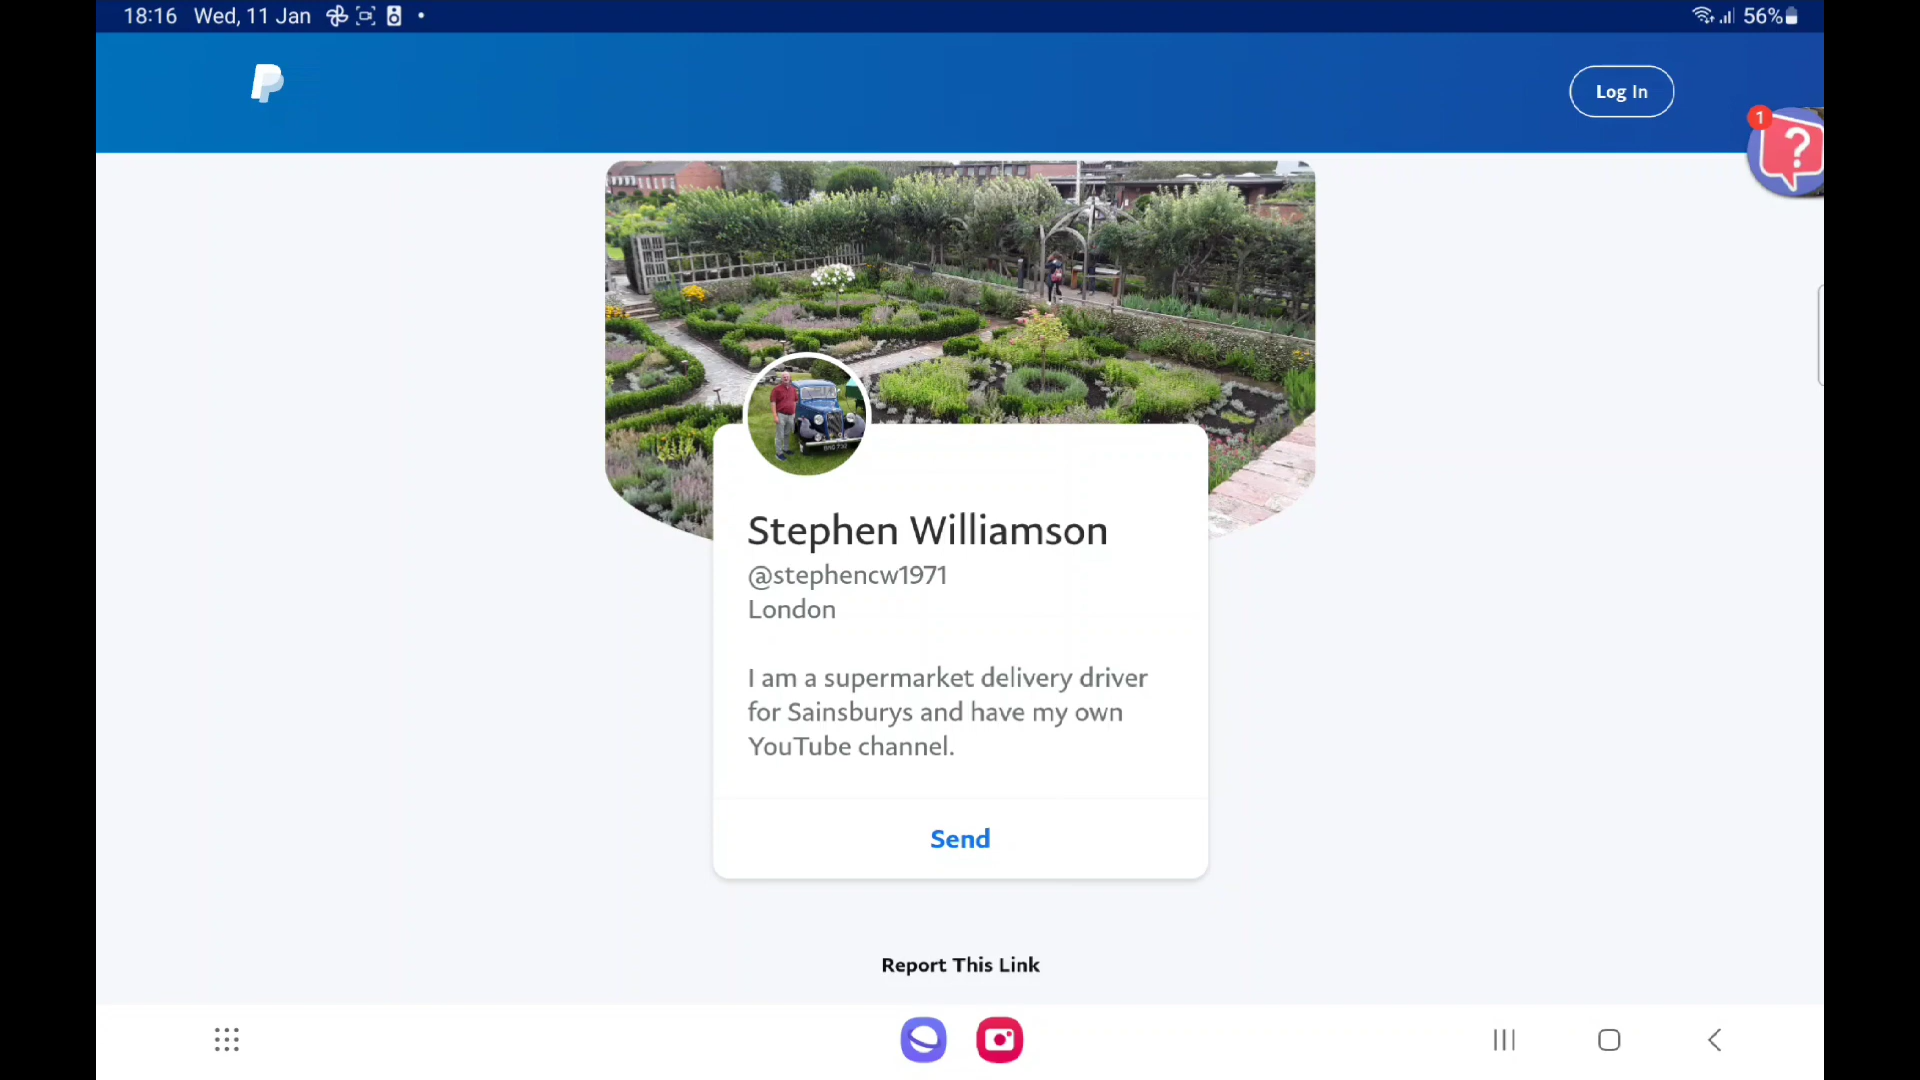 18:16 Wed, 11 Jan
56%
Log In
1
?
Stephen Williamson
@stephencw1971
London
I am a supermarket delivery driver
for Sainsburys and have my own
YouTube channel.
Send
Report This Link